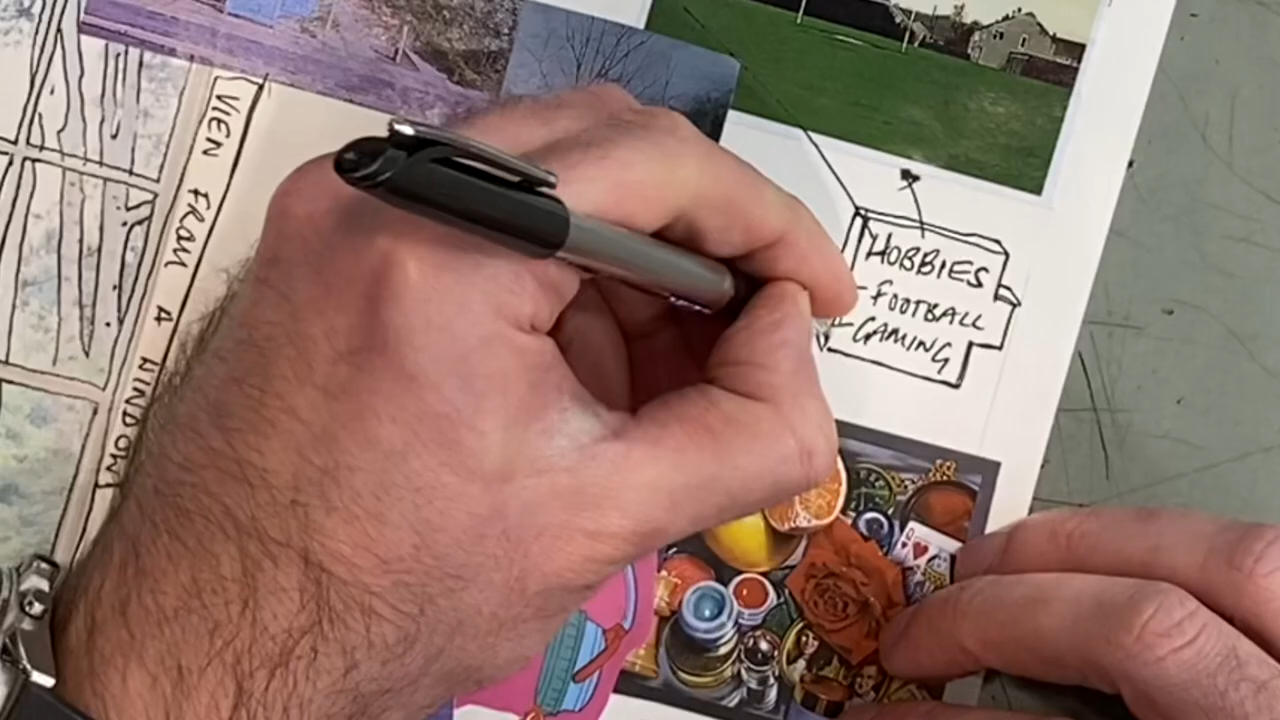 VIEW FROM A WINDOW
HOBBIES
- FOOTBALL
- GAMING
Q